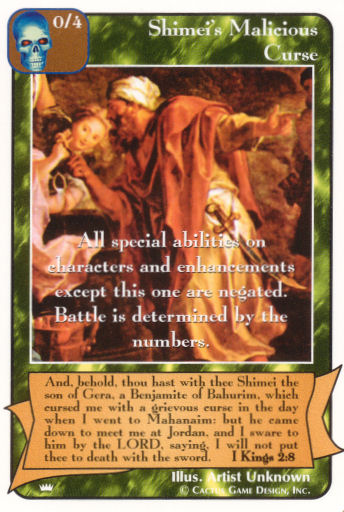 0/4
Shimei's Malicious
Curse
All special abilities on
characters and enhancements
except this one are negated.
Battle is determined by the
numbers.
And, behold, thou hast with thee Shimei the
son of Gera, a Benjamite of Bahurim, which
cursed me with a grievous curse in the day
when I went to Mahanaim: but he came
down to meet me at Jordan, and I sware to
him by the LORD, saying, I will not put
thee to death with the sword. I Kings 2:8
Illus. Artist Unknown
© CACTUS GAME DESIGN, INC.